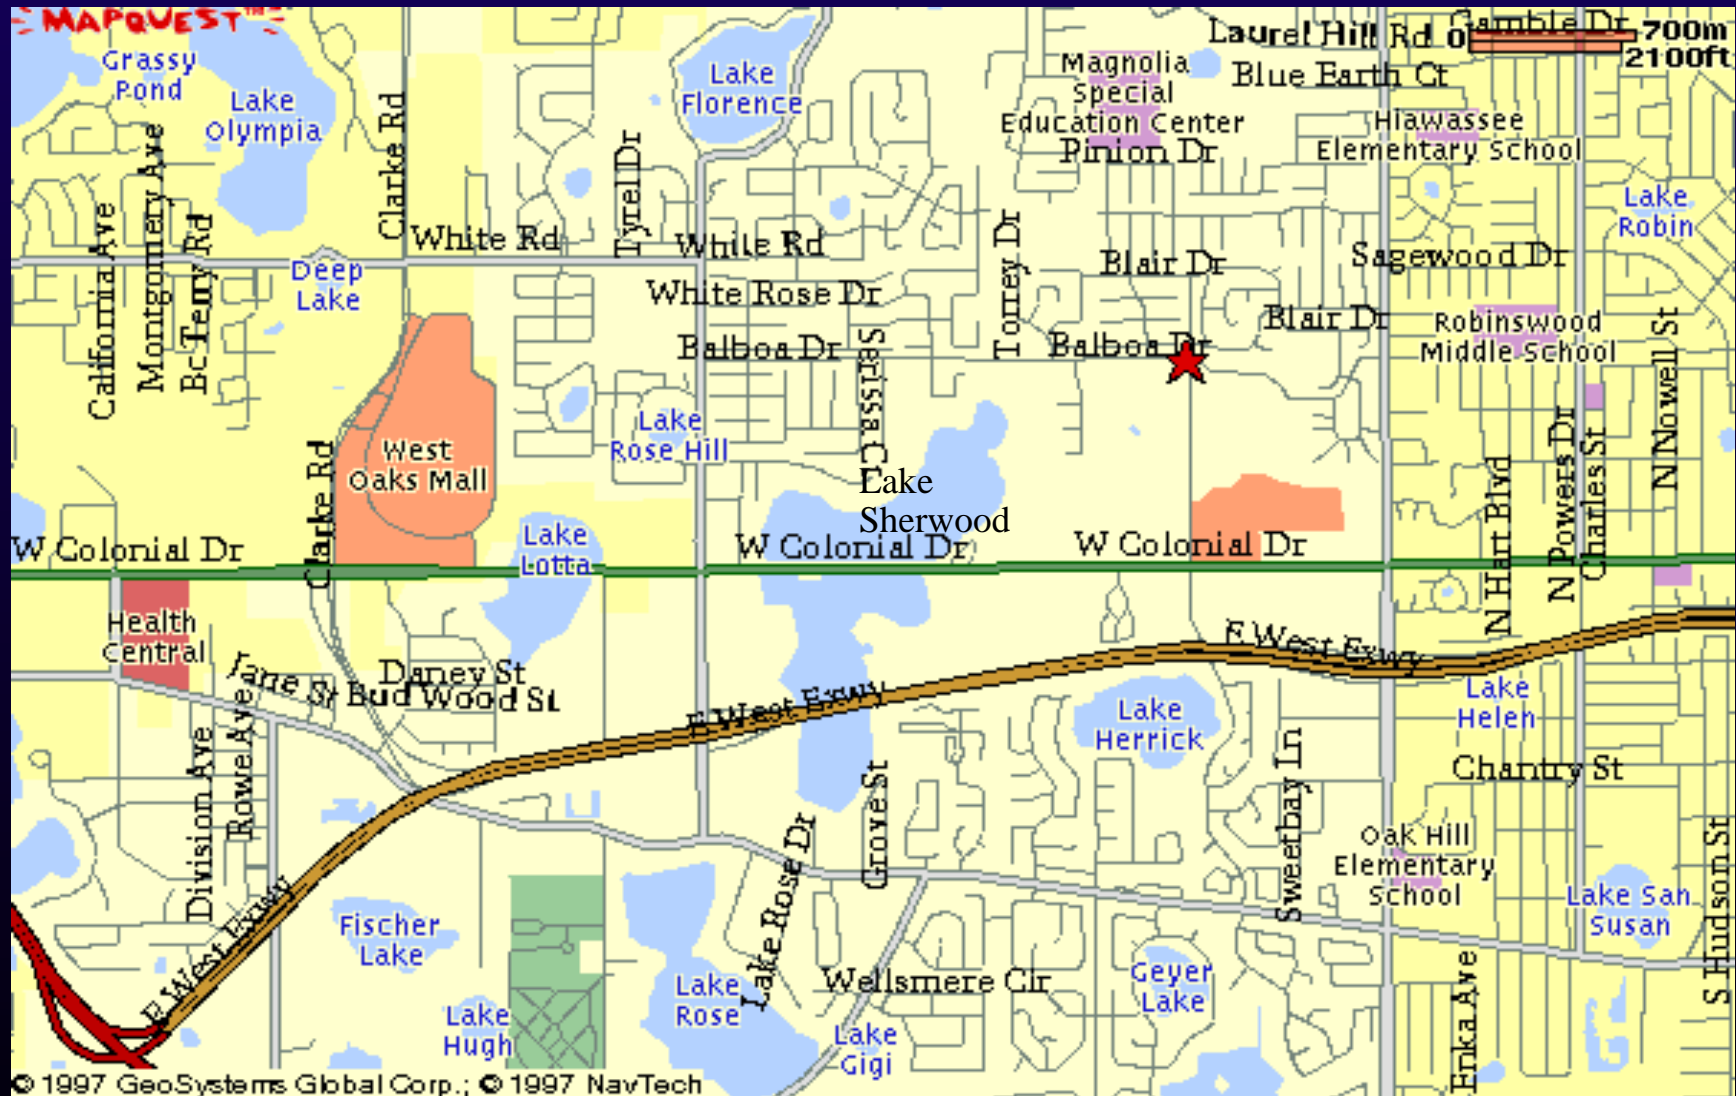 MAPQUEST™
Laurel Hill Rd
Gamble Dr
0
700m
2100ft
Grassy
Pond
Lake
Olympia
Clarke Rd
Lake
Florence
Magnolia
Special
Education Center
Blue Earth Ct
Hiawassee
Elementary School
Pinion Dr
Tyrel Dr
Lake
Robin
California Ave
Montgomery Ave
Terry Rd
White Rd
White Rd
Torrey Dr
Blair Dr
Sagewood Dr
Deep
Lake
White Rose Dr
Blair Dr
Robinswood
Middle School
N Nowell St
Balboa Dr
Serissa Ct
Balboa Dr
West
Oaks Mall
Clarke Rd
Lake
Rose Hill
Lake
Sherwood
N Hart Blvd
N Powers Dr
Charles St
W Colonial Dr
Lake
Lotta
W Colonial Dr
W Colonial Dr
Health
Central
Jane St
Daney St
Bud Wood St
E West Exwy
E West Exwy
Lake
Helen
Lake
Herrick
Division Ave
Rowe Ave
Grove St
Sweetbay Ln
Chantry St
Oak Hill
Elementary
School
Lake San
Susan
S Hudson St
E West Exwy
Fischer
Lake
Lake Rose Dr
Wellsmere Cir
Geyer
Lake
Lake
Rose
Lake
Hugh
Lake
Gigi
Enka Ave
© 1997 GeoSystems Global Corp.; © 1997 NavTech